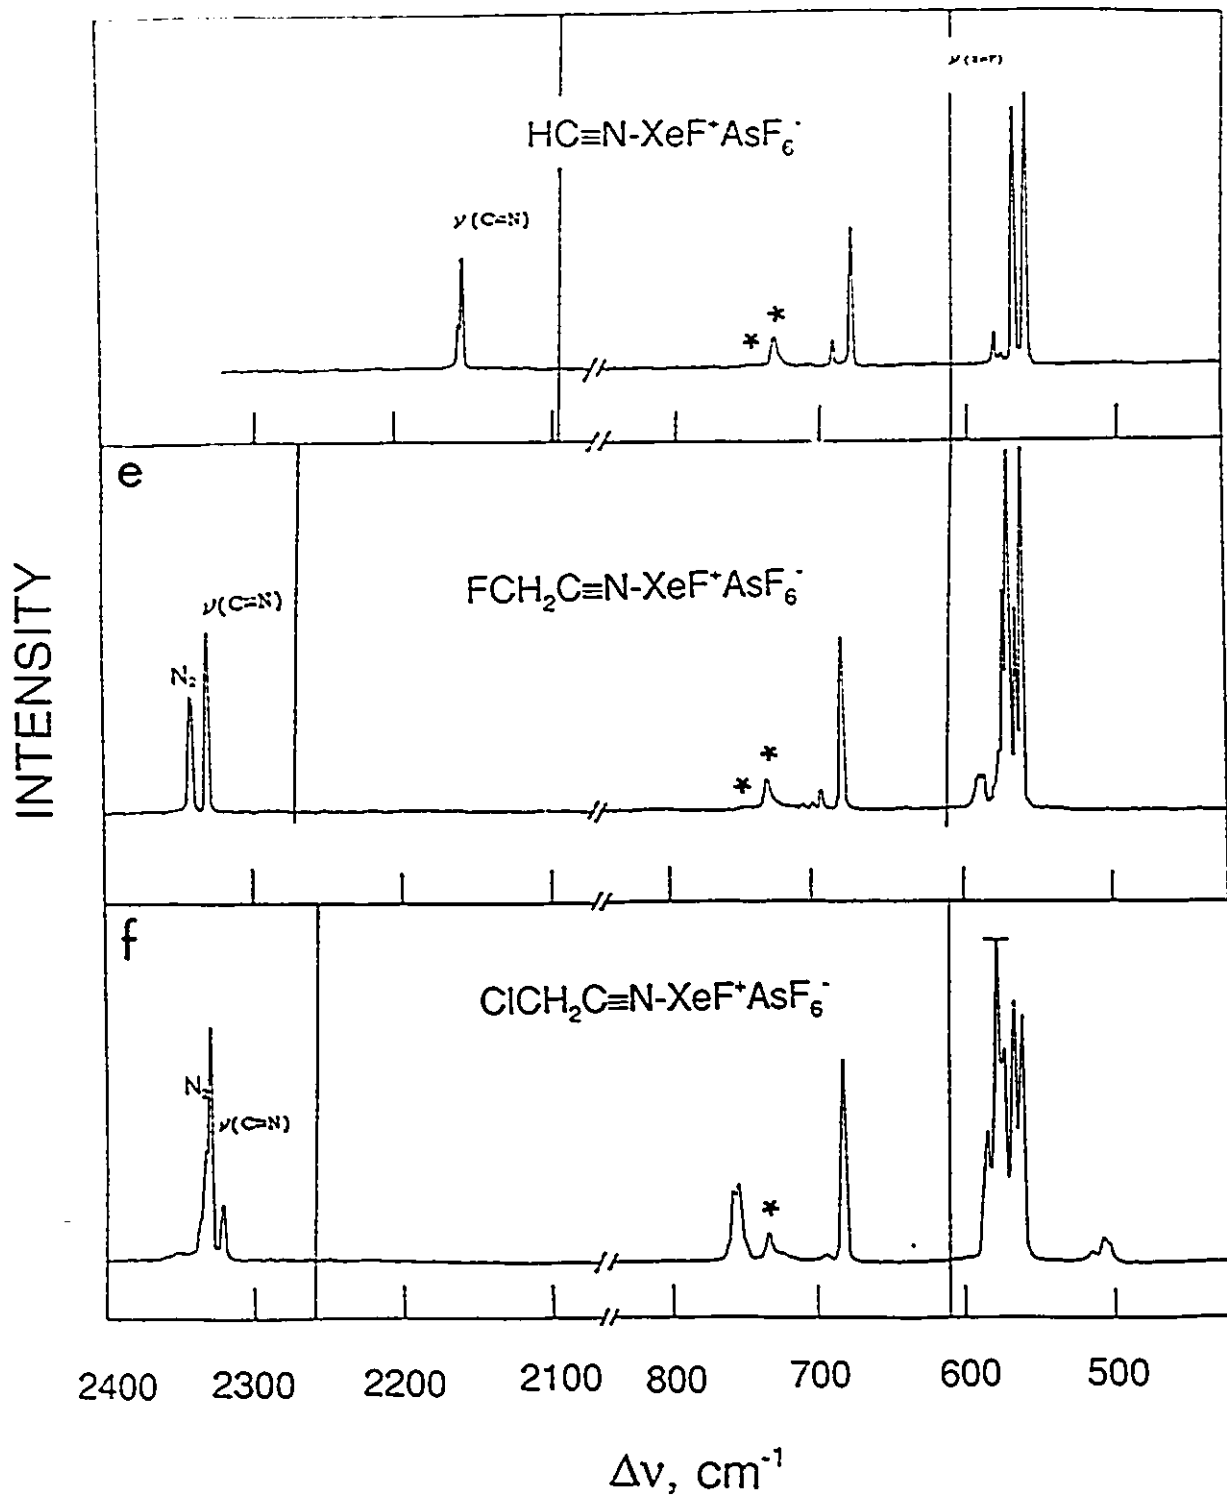 ν(X=F)
HC≡N-XeF⁺AsF₆⁻
ν(C=N)
*
*
e
FCH₂C≡N-XeF⁺AsF₆⁻
ν(C=N)
N₂
*
*
f
ClCH₂C≡N-XeF⁺AsF₆⁻
N₂
ν(C=N)
*
INTENSITY
2400 2300 2200 2100 800 700 600 500
Δν, cm⁻¹